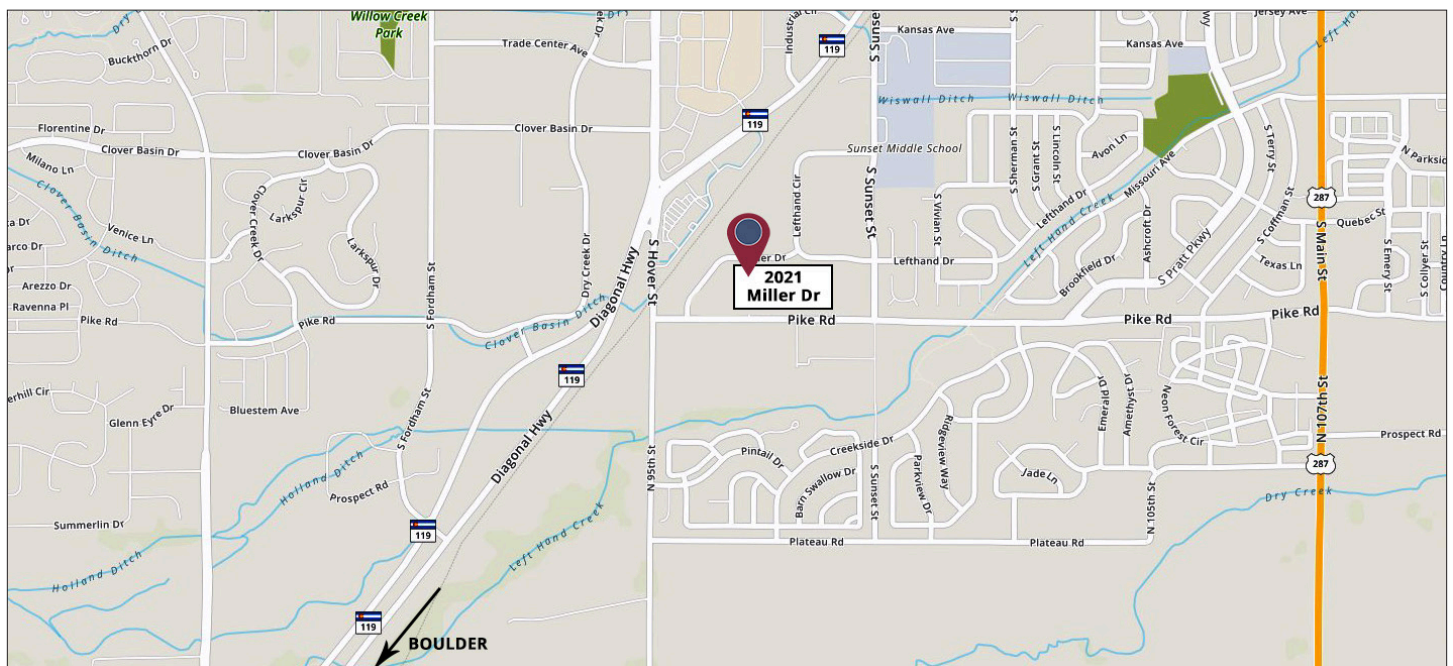 Willow Creek
Park
Buckthorn Dr
Trade Center Ave
Industrial Cir
119
S Sunset S
Kansas Ave
Kansas Ave
Jersey Ave
Left Hand
Wiswall Ditch
Wiswall Ditch
119
Florentine Dr
Clover Basin Dr
Clover Basin Dr
Clover Basin Dr
Milano Ln
Sunset Middle School
Avon Ln
Missouri Ave
S Sherman St
S Grant St
S Lincoln St
S Terry St
N Parksid
Clover Basin Ditch
Clover Creek Dr
Larkspur Cir
Larkspur Dr
Venice Ln
Arezzo Dr
Ravenna Pl
Pike Rd
Pike Rd
S Fordham St
Dry Creek Dr
Clover Basin Ditch
Diagonal Hwy
S Hover St
Lefthand Cir
S Sunset St
S Vivian St
Lefthand Dr
Lefthand Dr
Left Hand Creek
Brookfield Dr
Ashcroft Dr
S Pratt Pkwy
S Coffman St
Texas Ln
287
S Main St
Quebec St
S Emery St
S Collyer St
2021
Miller Dr
Pike Rd
Pike Rd
Pike Rd
119
Glenn Eyre Dr
Bluestem Ave
S Fordham St
Diagonal Hwy
Holland Ditch
Prospect Rd
Summerlin Dr
Holland Ditch
119
119
Left Hand Creek
BOULDER
N 95th St
Pintail Dr
Creekside Dr
Barn Swallow Dr
S Sunset St
Parkview Dr
Ridgeview Way
Jade Ln
Emerald Dr
Amethyst Dr
Neon Forest Cir
N 105th St
Plateau Rd
Plateau Rd
N 107th St
287
Prospect Rd
Dry Creek